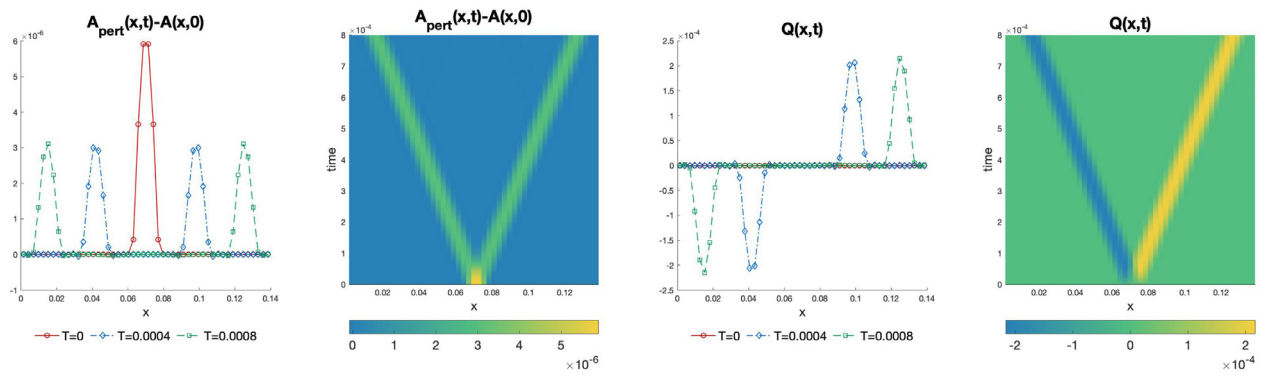 A_pert(x,t)-A(x,0)
×10^-6
6
5
4
3
2
1
0
-1
0 0.02 0.04 0.06 0.08 0.1 0.12 0.14
x
T=0 T=0.0004 T=0.0008
A_pert(x,t)-A(x,0)
×10^-4
8
7
6
5
4
3
2
1
0
time
0.02 0.04 0.06 0.08 0.1 0.12
x
0 1 2 3 4 5
×10^-6
Q(x,t)
×10^-4
2.5
2
1.5
1
0.5
0
-0.5
-1
-1.5
-2
-2.5
0 0.02 0.04 0.06 0.08 0.1 0.12 0.14
x
T=0 T=0.0004 T=0.0008
Q(x,t)
×10^-4
8
7
6
5
4
3
2
1
0
time
0.02 0.04 0.06 0.08 0.1 0.12
x
-2 -1 0 1 2
×10^-4